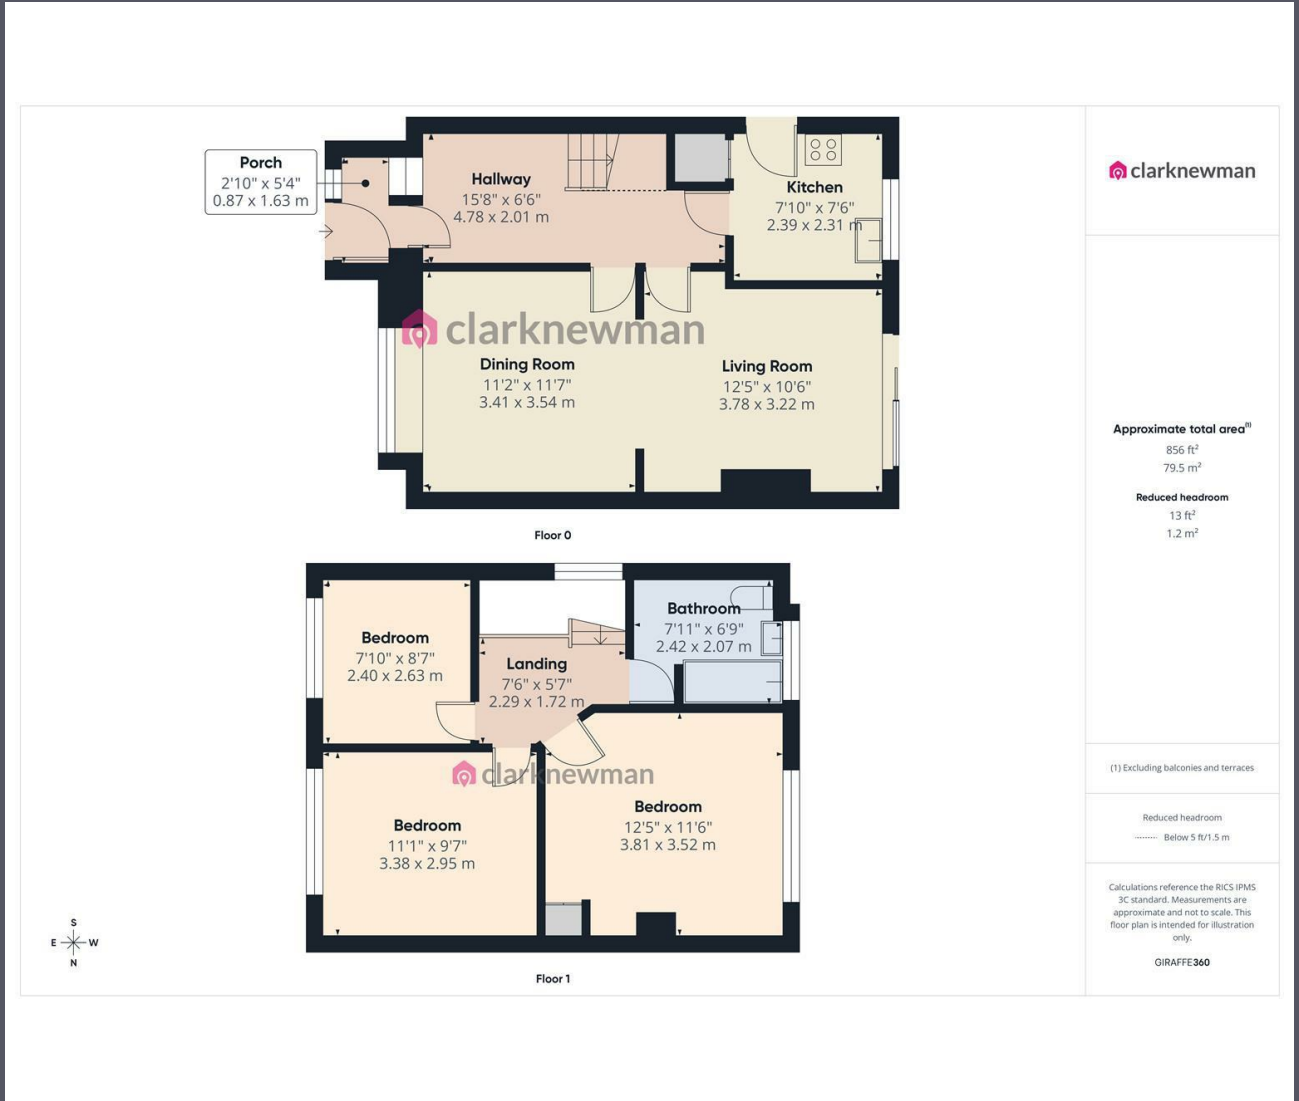 Porch
2'10" x 5'4"
0.87 x 1.63 m
Hallway
15'8" x 6'6"
4.78 x 2.01 m
Kitchen
7'10" x 7'6"
2.39 x 2.31 m
clarknewman
Dining Room
11'2" x 11'7"
3.41 x 3.54 m
Living Room
12'5" x 10'6"
3.78 x 3.22 m
Floor 0
Bedroom
7'10" x 8'7"
2.40 x 2.63 m
Landing
7'6" x 5'7"
2.29 x 1.72 m
Bathroom
7'11" x 6'9"
2.42 x 2.07 m
clarknewman
Bedroom
11'1" x 9'7"
3.38 x 2.95 m
Bedroom
12'5" x 11'6"
3.81 x 3.52 m
Floor 1
S
E W
N
clarknewman
Approximate total area(1)
856 ft²
79.5 m²
Reduced headroom
13 ft²
1.2 m²
(1) Excluding balconies and terraces
Reduced headroom
Below 5 ft/1.5 m
Calculations reference the RICS IPMS
3C standard. Measurements are
approximate and not to scale. This
floor plan is intended for illustration
only.
GIRAFFE360